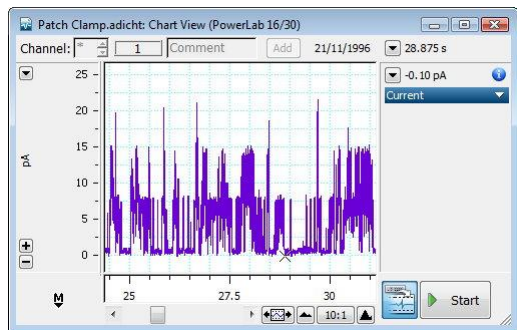 Patch Clamp.adicht: Chart View (PowerLab 16/30)
Channel: * 1 Comment Add 21/11/1996 28.875 s
-0.10 pA
Current
pA
25
20
15
10
5
0
25 27.5 30
M
10:1
Start